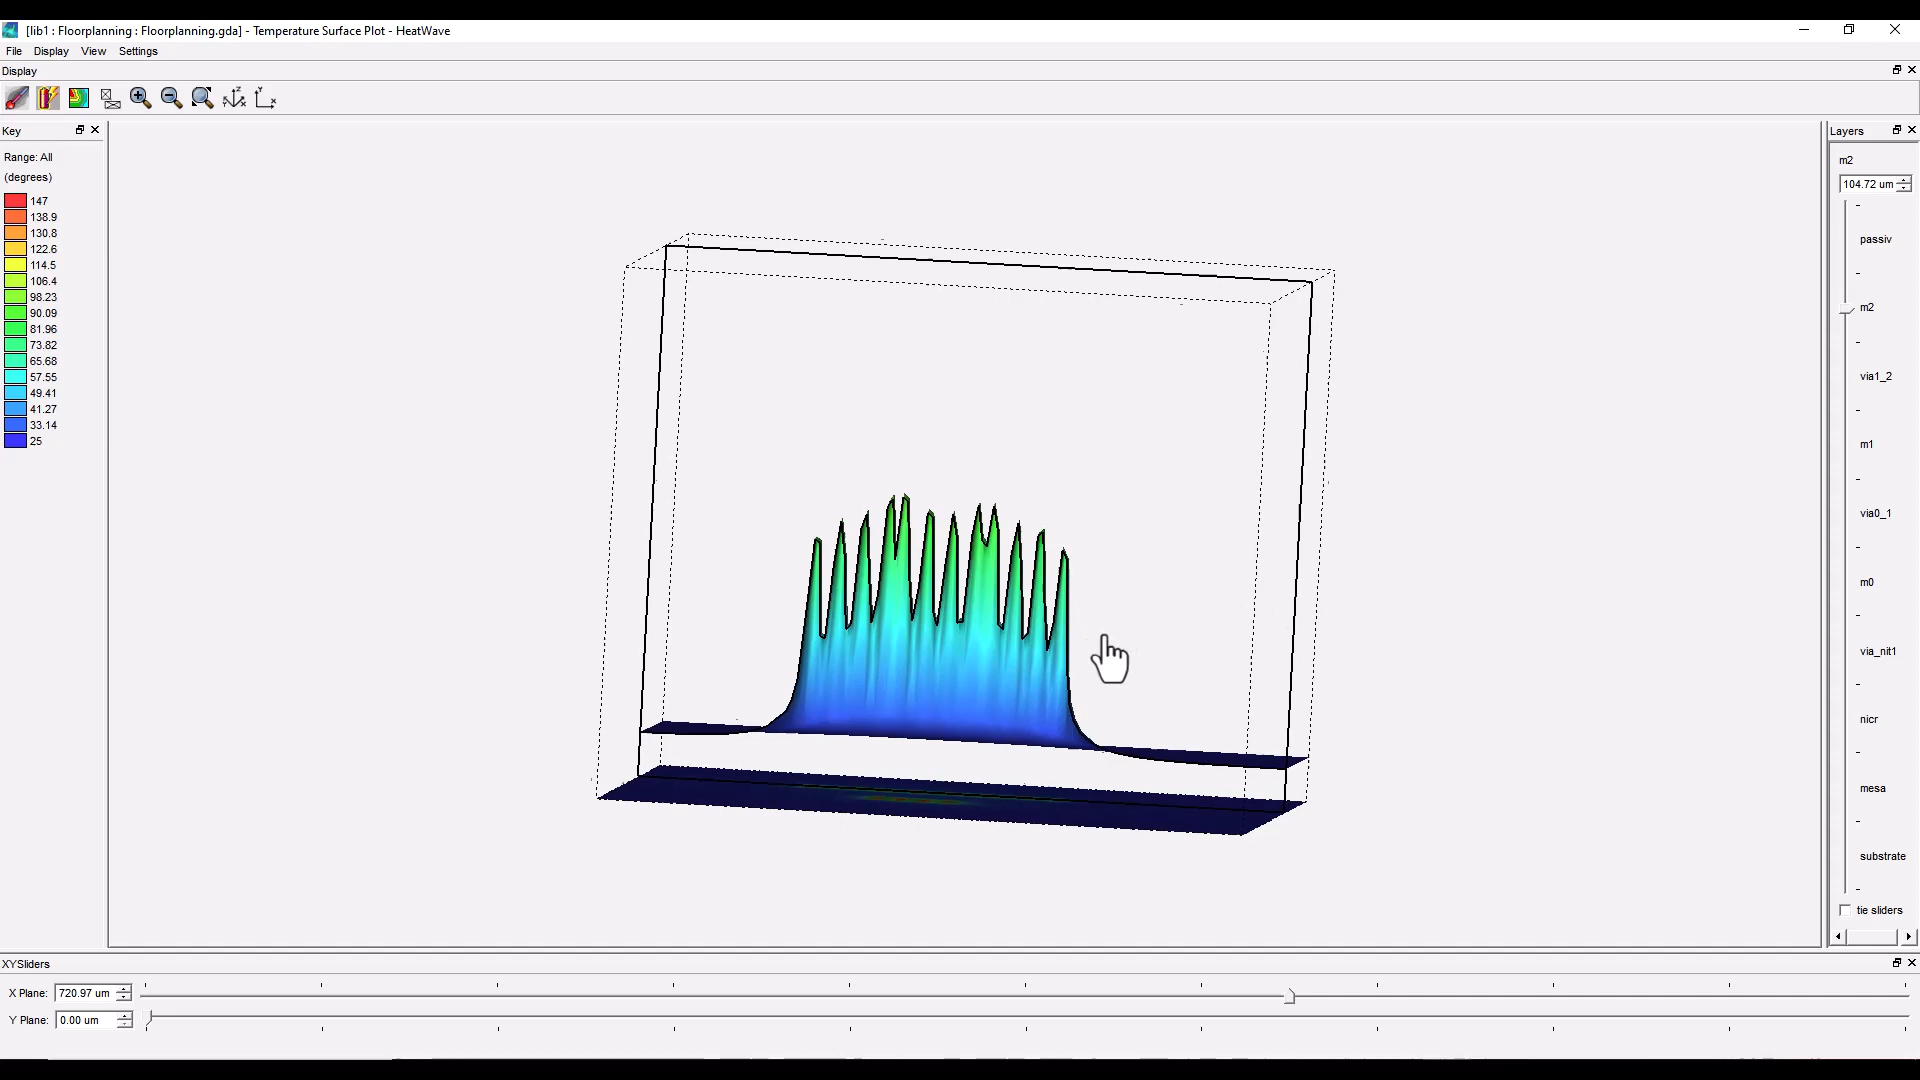 [lib1 : Floorplanning : Floorplanning.gda] - Temperature Surface Plot - HeatWave
File Display View Settings
Display
Key
Range: All
(degrees)
147
138.9
130.8
122.6
114.5
106.4
98.23
90.09
81.96
73.82
65.68
57.55
49.41
41.27
33.14
25
Layers
m2
104.72 um
passiv
m2
via1_2
m1
via0_1
m0
via_nit1
nicr
mesa
substrate
tie sliders
XYSliders
X Plane: 720.97 um
Y Plane: 0.00 um